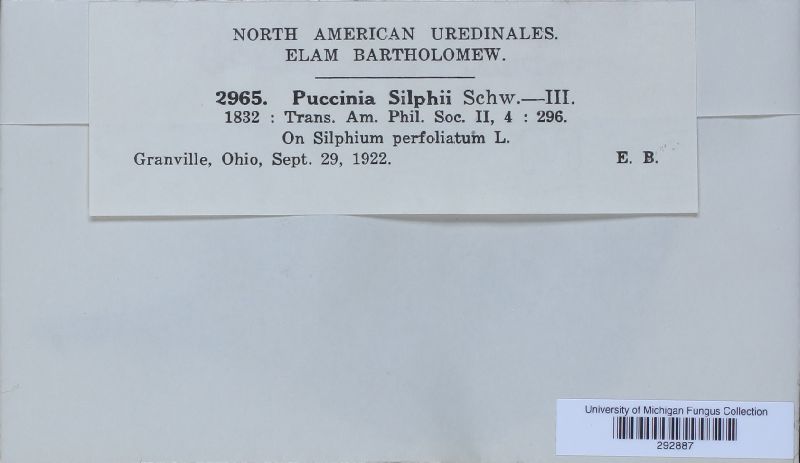 NORTH AMERICAN UREDINALES.
ELAM BARTHOLOMEW.
2965. Puccinia Silphii Schw.—III.
1832 : Trans. Am. Phil. Soc. II, 4 : 296.
On Silphium perfoliatum L.
Granville, Ohio, Sept. 29, 1922. E. B.
University of Michigan Fungus Collection
292887